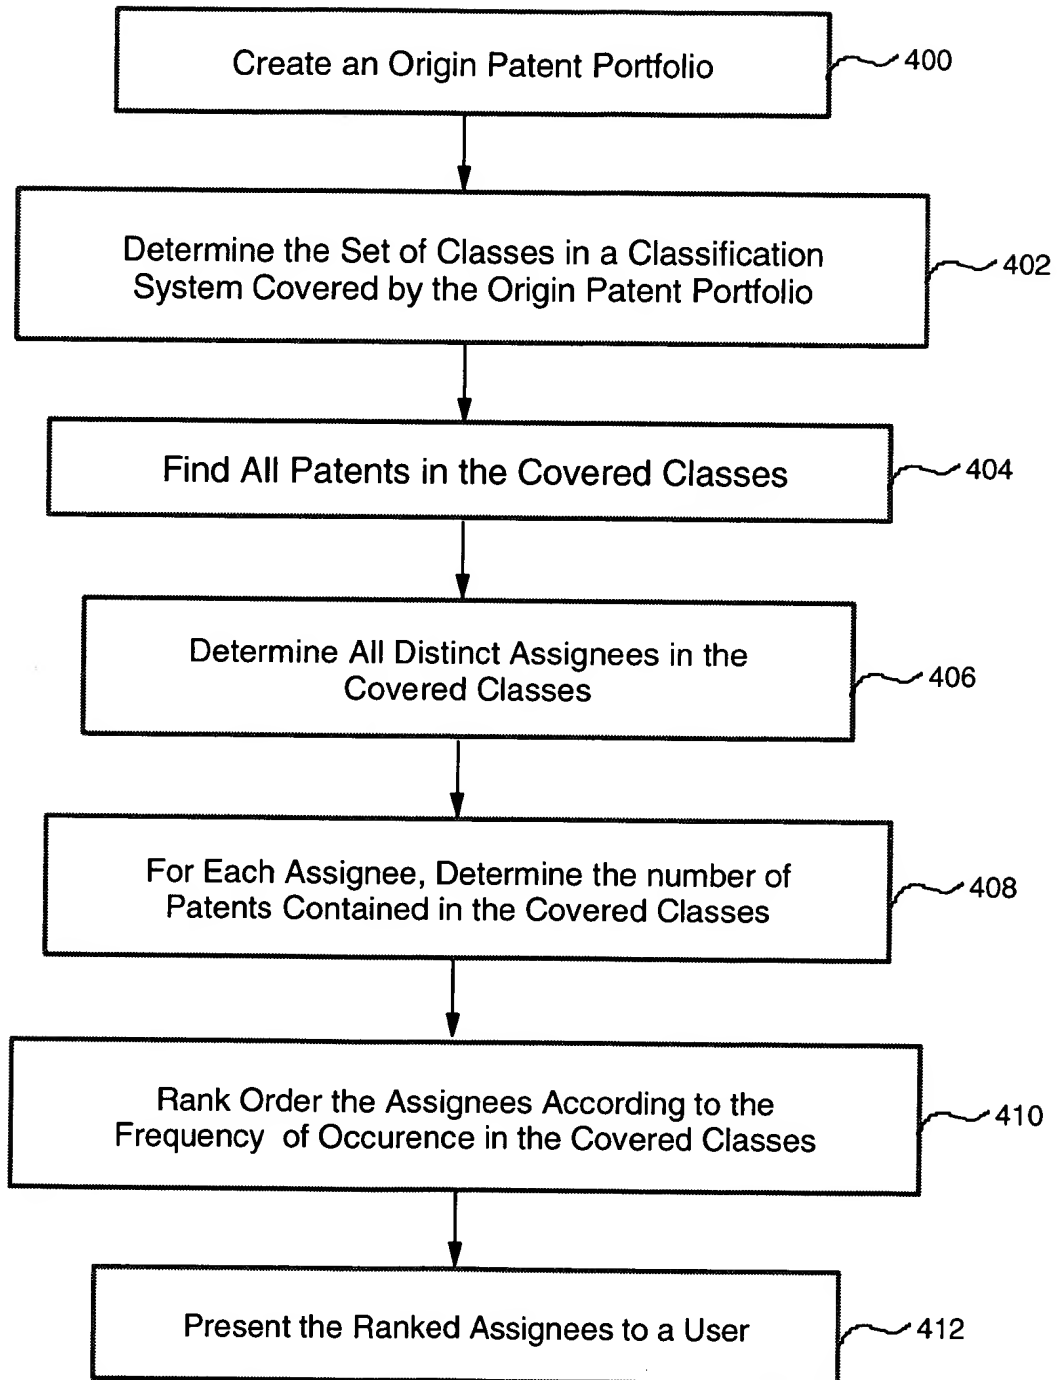 Create an Origin Patent Portfolio
400
Determine the Set of Classes in a Classification
System Covered by the Origin Patent Portfolio
402
Find All Patents in the Covered Classes
404
Determine All Distinct Assignees in the
Covered Classes
406
For Each Assignee, Determine the number of
Patents Contained in the Covered Classes
408
Rank Order the Assignees According to the
Frequency of Occurence in the Covered Classes
410
Present the Ranked Assignees to a User
412